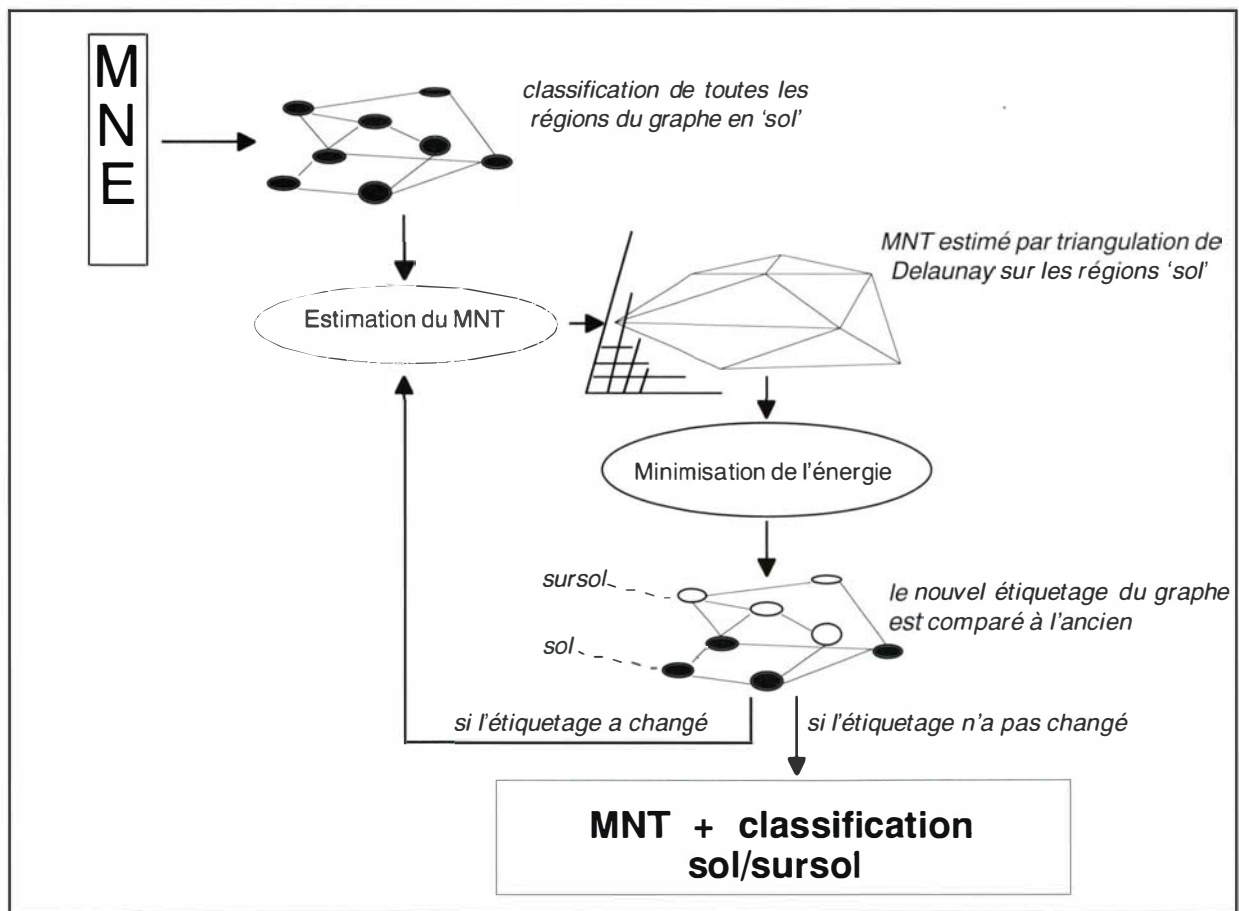 MNE
classification de toutes les
régions du graphe en ‘sol’
MNT estimé par triangulation de
Delaunay sur les régions ‘sol’
Estimation du MNT
Minimisation de l’énergie
sursol
le nouvel étiquetage du graphe
est comparé à l’ancien
sol
si l’étiquetage a changé
si l’étiquetage n’a pas changé
MNT + classification
sol/sursol